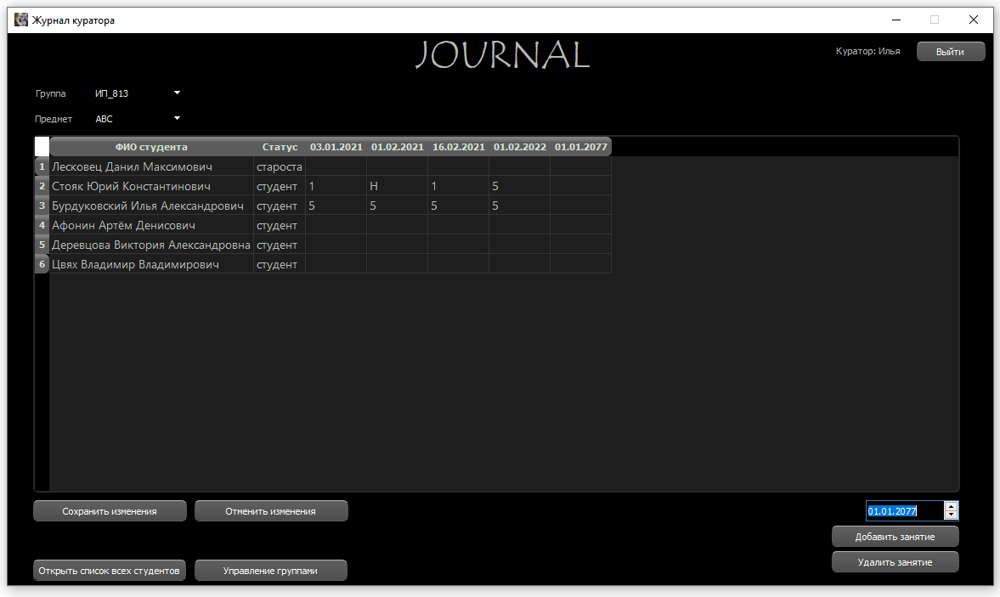 Журнал куратора
JOURNAL
Куратор: Илья
Выйти
Группа ИП_813
Предмет АВС
ФИО студента Статус 03.01.2021 01.02.2021 16.02.2021 01.02.2022 01.01.2077
1 Лесковец Данил Максимович староста
2 Стояк Юрий Константинович студент 1 Н 1 5
3 Бурдуковский Илья Александрович студент 5 5 5 5
4 Афонин Артём Денисович студент
5 Деревцова Виктория Александровна студент
6 Цвях Владимир Владимирович студент
Сохранить изменения Отменить изменения 01.01.2077
Добавить занятие
Удалить занятие
Открыть список всех студентов Управление группами